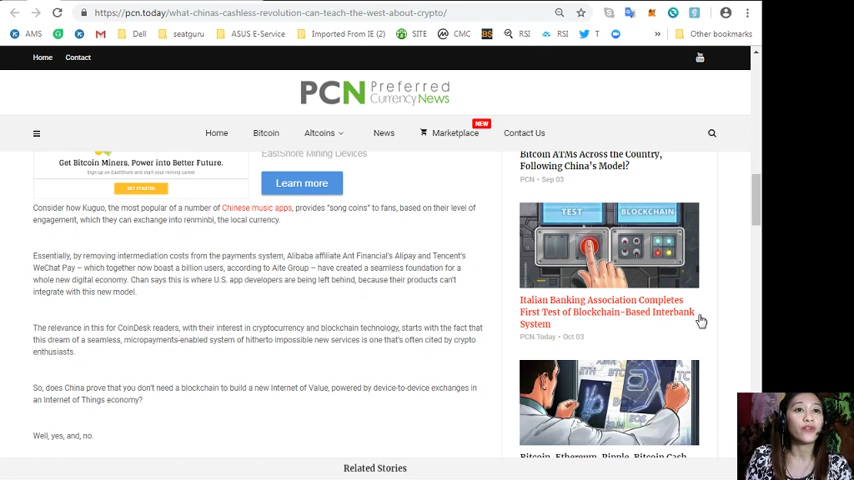 https://pcn.today/what-chinas-cashless-revolution-can-teach-the-west-about-crypto/
AMS
Dell
seatguru
ASUS E-Service
Imported From IE (2)
SITE
CMC
RSI
RSI
T
»
Other bookmarks
Home
Contact
PCN Preferred Currency News
NEW
Home
Bitcoin
Altcoins
News
Marketplace
Contact Us
Get Bitcoin Miners, Power into Better Future.
Sign up on EastShore and start your mining career
GET STARTED
EastShore Mining Devices
Learn more
Consider how Kuguo, the most popular of a number of Chinese music apps, provides "song coins" to fans, based on their level of
engagement, which they can exchange into renminbi, the local currency.
Essentially, by removing intermediation costs from the payments system, Alibaba affiliate Ant Financial's Alipay and Tencent's
WeChat Pay – which together now boast a billion users, according to Aite Group – have created a seamless foundation for a
whole new digital economy. Chan says this is where U.S. app developers are being left behind, because their products can't
integrate with this new model.
The relevance in this for CoinDesk readers, with their interest in cryptocurrency and blockchain technology, starts with the fact that
this dream of a seamless, micropayments-enabled system of hitherto impossible new services is one that's often cited by crypto
enthusiasts.
So, does China prove that you don't need a blockchain to build a new Internet of Value, powered by device-to-device exchanges in
an Internet of Things economy?
Well, yes, and, no.
Bitcoin ATMs Across the Country,
Following China's Model?
PCN • Sep 03
TEST
BLOCKCHAIN
Italian Banking Association Completes
First Test of Blockchain-Based Interbank
System
PCN.Today • Oct 03
ETH
BTC
Bitcoin, Ethereum, Ripple, Bitcoin Cash,
Related Stories